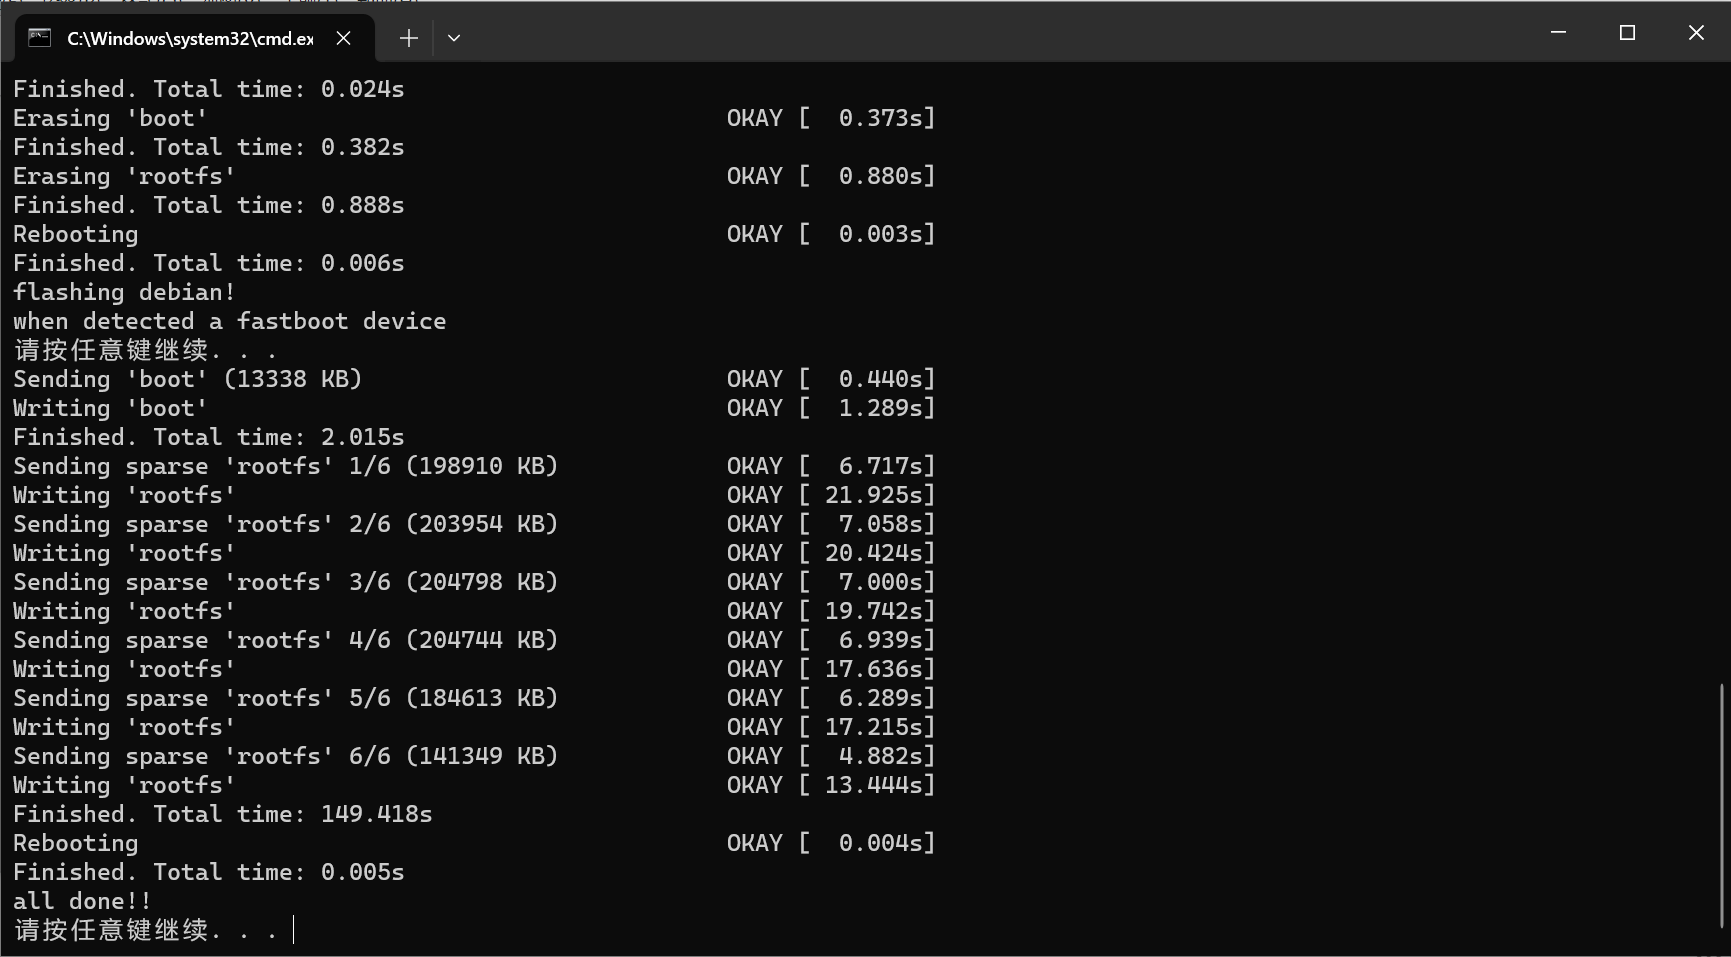 C:\Windows\system32\cmd.ex
Finished. Total time: 0.024s
Erasing 'boot' OKAY [ 0.373s]
Finished. Total time: 0.382s
Erasing 'rootfs' OKAY [ 0.880s]
Finished. Total time: 0.888s
Rebooting OKAY [ 0.003s]
Finished. Total time: 0.006s
flashing debian!
when detected a fastboot device
请按任意键继续. . .
Sending 'boot' (13338 KB) OKAY [ 0.440s]
Writing 'boot' OKAY [ 1.289s]
Finished. Total time: 2.015s
Sending sparse 'rootfs' 1/6 (198910 KB) OKAY [ 6.717s]
Writing 'rootfs' OKAY [ 21.925s]
Sending sparse 'rootfs' 2/6 (203954 KB) OKAY [ 7.058s]
Writing 'rootfs' OKAY [ 20.424s]
Sending sparse 'rootfs' 3/6 (204798 KB) OKAY [ 7.000s]
Writing 'rootfs' OKAY [ 19.742s]
Sending sparse 'rootfs' 4/6 (204744 KB) OKAY [ 6.939s]
Writing 'rootfs' OKAY [ 17.636s]
Sending sparse 'rootfs' 5/6 (184613 KB) OKAY [ 6.289s]
Writing 'rootfs' OKAY [ 17.215s]
Sending sparse 'rootfs' 6/6 (141349 KB) OKAY [ 4.882s]
Writing 'rootfs' OKAY [ 13.444s]
Finished. Total time: 149.418s
Rebooting OKAY [ 0.004s]
Finished. Total time: 0.005s
all done!!
请按任意键继续. . .